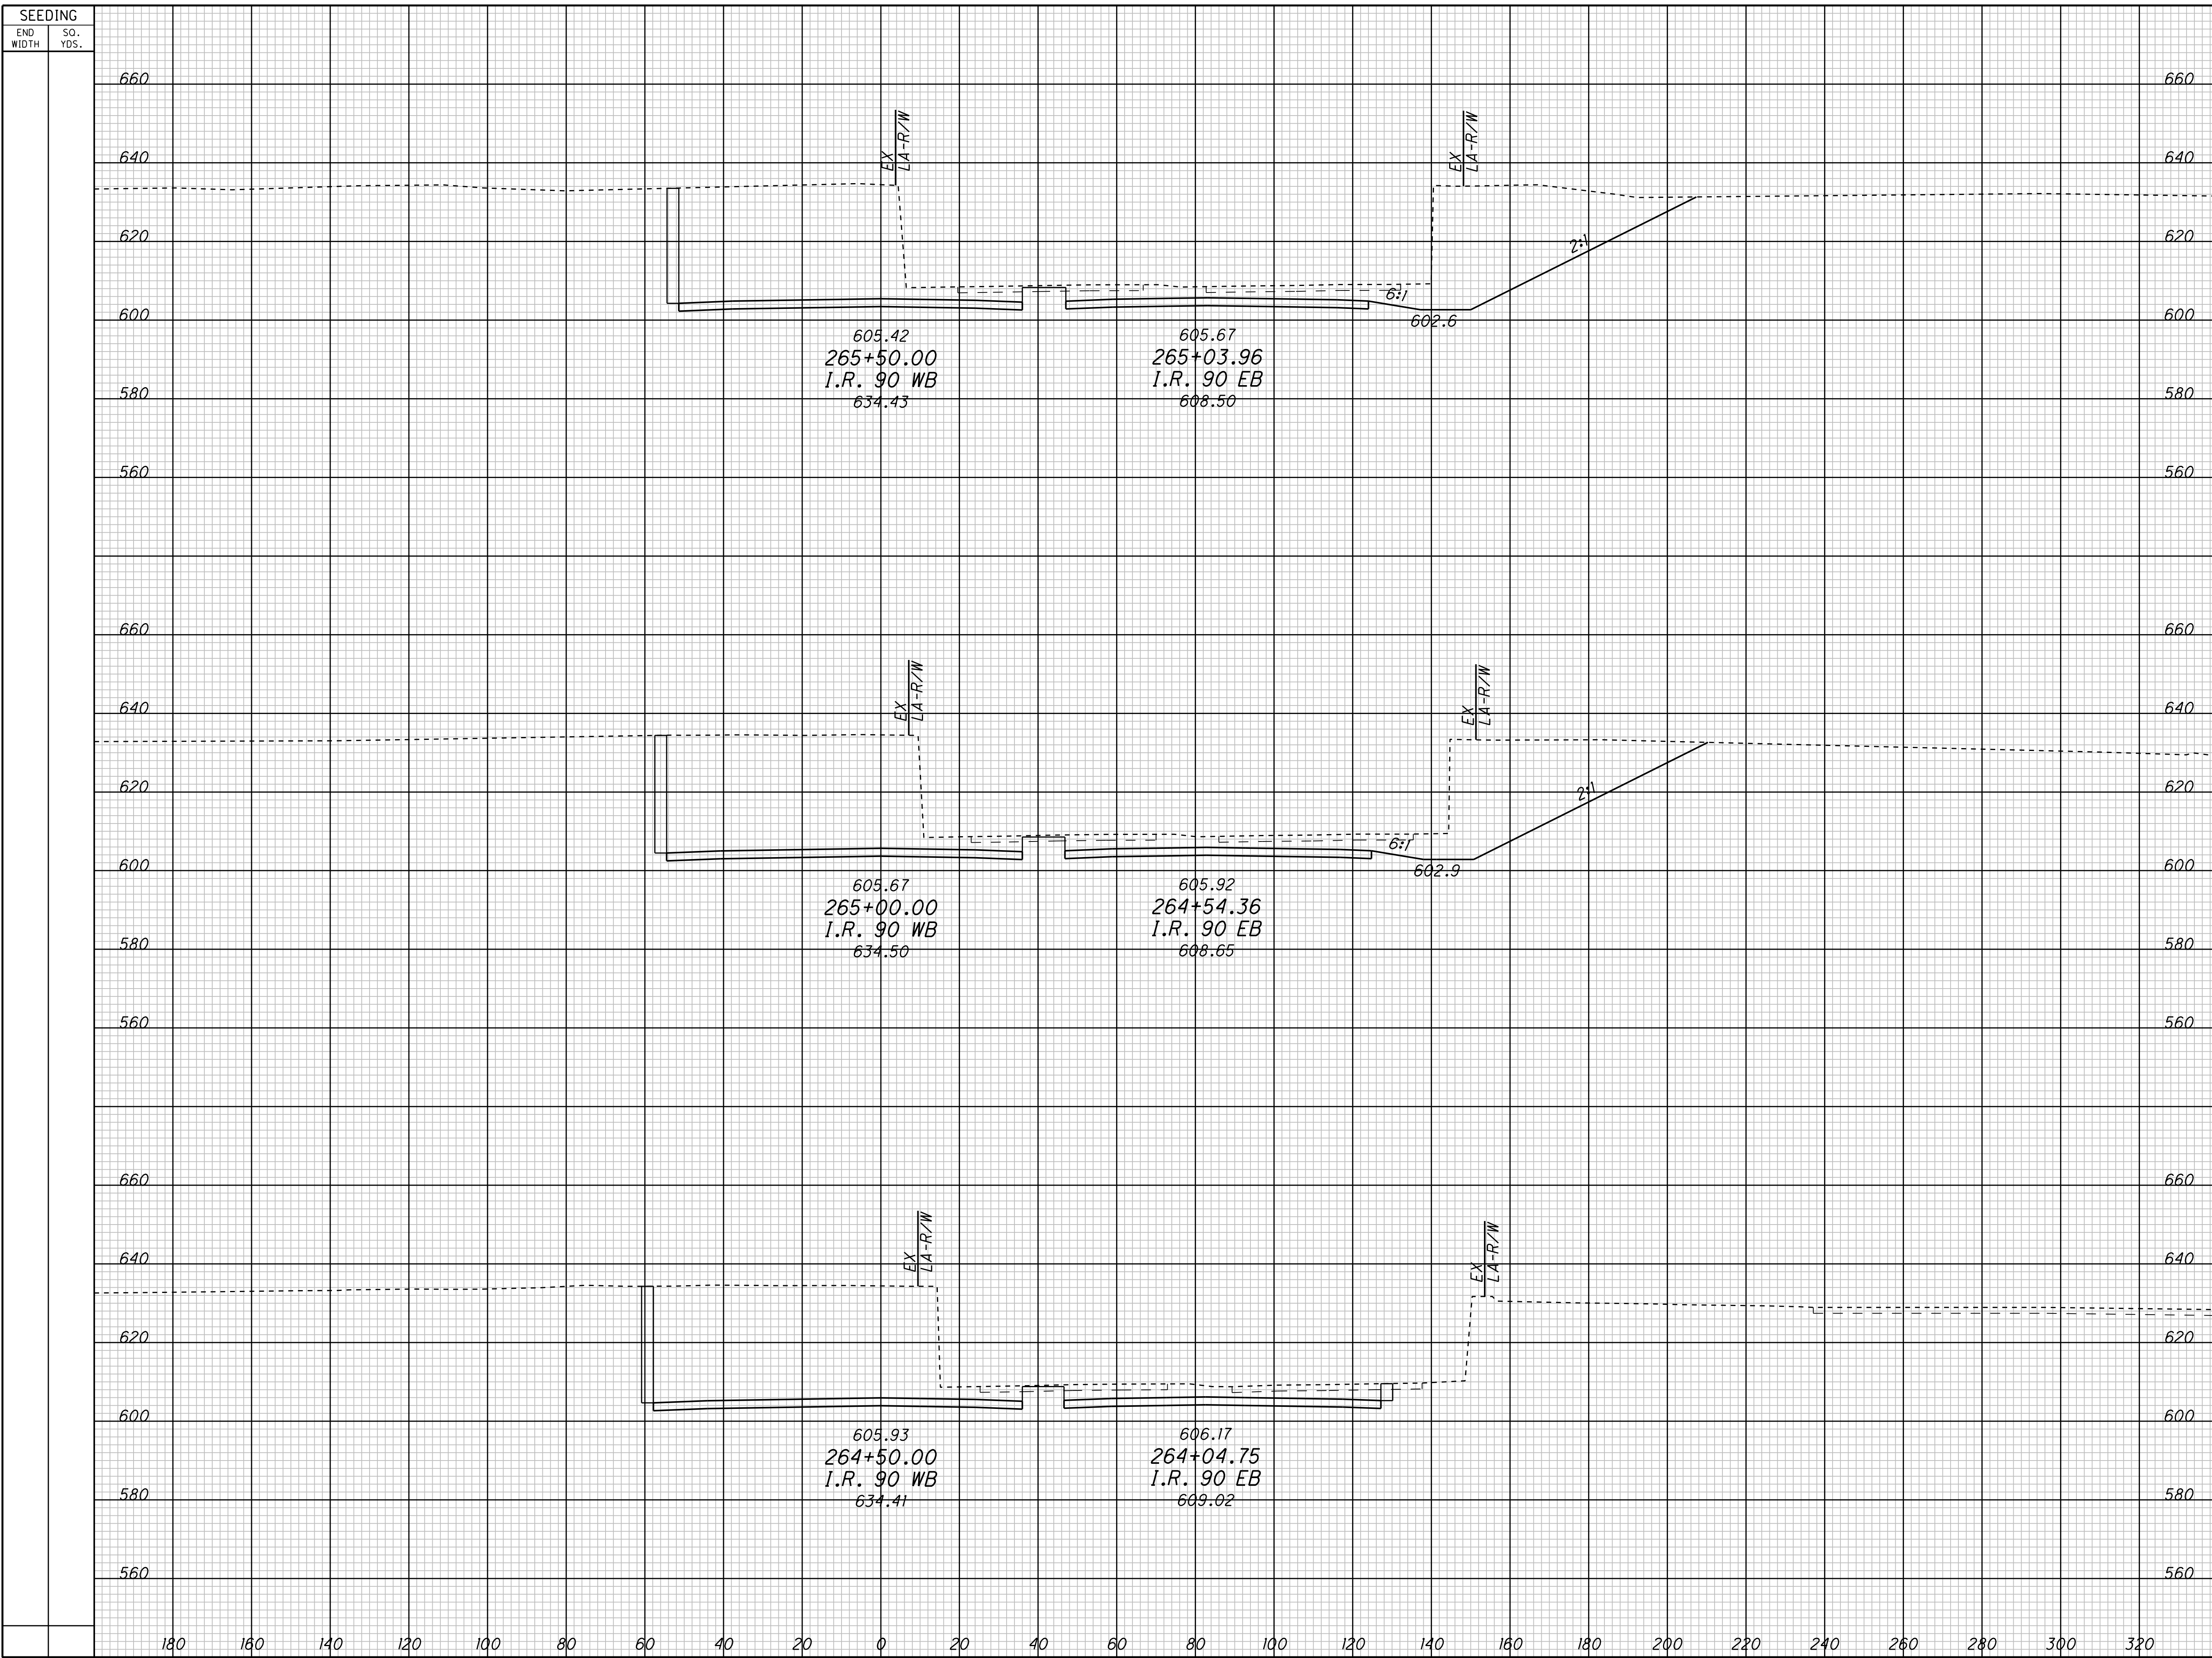 SEEDING
END WIDTH
SQ. YDS.
660
660
EX
LA-R/W
EX
LA-R/W
640
640
2:1
620
620
6:1
600
602.6
600
605.42
605.67
265+50.00
265+03.96
I.R. 90 WB
I.R. 90 EB
580
634.43
608.50
580
560
560
660
660
EX
LA-R/W
EX
LA-R/W
640
640
2:1
620
620
6:1
600
602.9
600
605.67
605.92
265+00.00
264+54.36
I.R. 90 WB
I.R. 90 EB
580
634.50
608.65
580
560
560
660
660
EX
LA-R/W
EX
LA-R/W
640
640
620
620
600
600
605.93
606.17
264+50.00
264+04.75
I.R. 90 WB
I.R. 90 EB
580
634.41
609.02
580
560
560
180 160 140 120 100 80 60 40 20 0 20 40 60 80 100 120 140 160 180 200 220 240 260 280 300 320